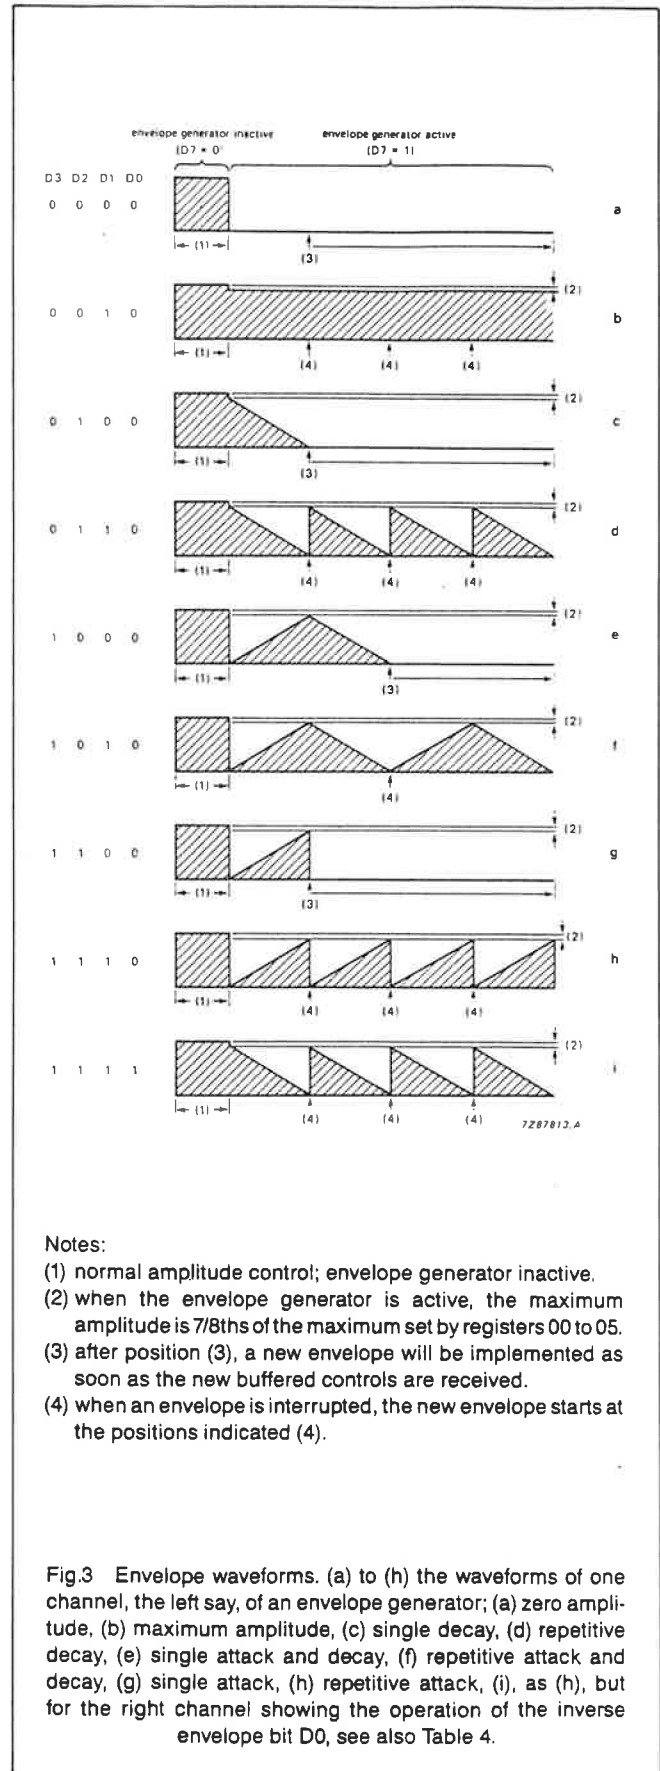 envelope generator inactive envelope generator active
(D7 = 0) (D7 = 1)
D3 D2 D1 D0
0 0 0 0 a
(1) (3)
(2)
0 0 1 0 b
(1) (4) (4) (4)
(2)
0 1 0 0 c
(1) (3)
(2)
0 1 1 0 d
(1) (4) (4) (4)
(2)
1 0 0 0 e
(1) (3)
(2)
1 0 1 0 f
(1) (4)
(2)
1 1 0 0 g
(1) (3)
(2)
1 1 1 0 h
(1) (4) (4) (4)
(2)
1 1 1 1 i
(1) (4) (4) (4)
7Z87813.A
Notes:
(1) normal amplitude control; envelope generator inactive.
(2) when the envelope generator is active, the maximum
amplitude is 7/8ths of the maximum set by registers 00 to 05.
(3) after position (3), a new envelope will be implemented as
soon as the new buffered controls are received.
(4) when an envelope is interrupted, the new envelope starts at
the positions indicated (4).
Fig.3 Envelope waveforms. (a) to (h) the waveforms of one
channel, the left say, of an envelope generator; (a) zero ampli-
tude, (b) maximum amplitude, (c) single decay, (d) repetitive
decay, (e) single attack and decay, (f) repetitive attack and
decay, (g) single attack, (h) repetitive attack, (i), as (h), but
for the right channel showing the operation of the inverse
envelope bit D0, see also Table 4.